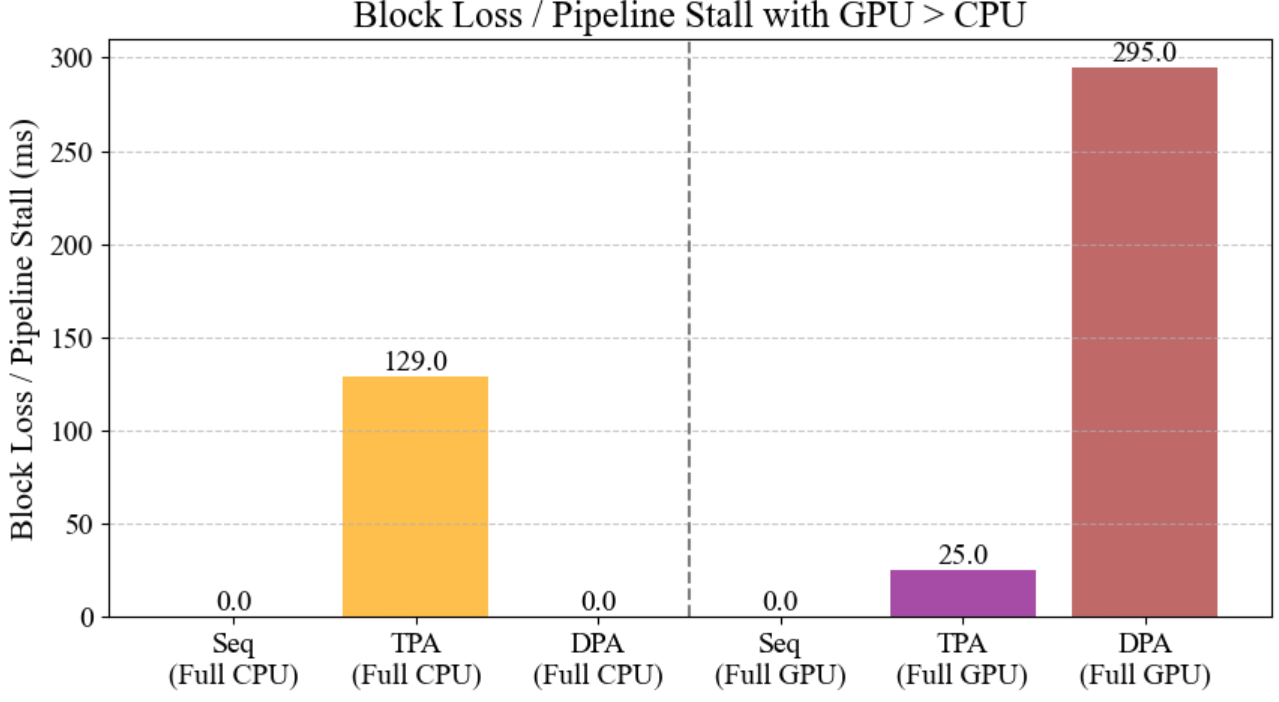 Block Loss / Pipeline Stall with GPU > CPU
Block Loss / Pipeline Stall (ms)
300
250
200
150
100
50
0
0.0
129.0
0.0
0.0
25.0
295.0
Seq
(Full CPU)
TPA
(Full CPU)
DPA
(Full CPU)
Seq
(Full GPU)
TPA
(Full GPU)
DPA
(Full GPU)